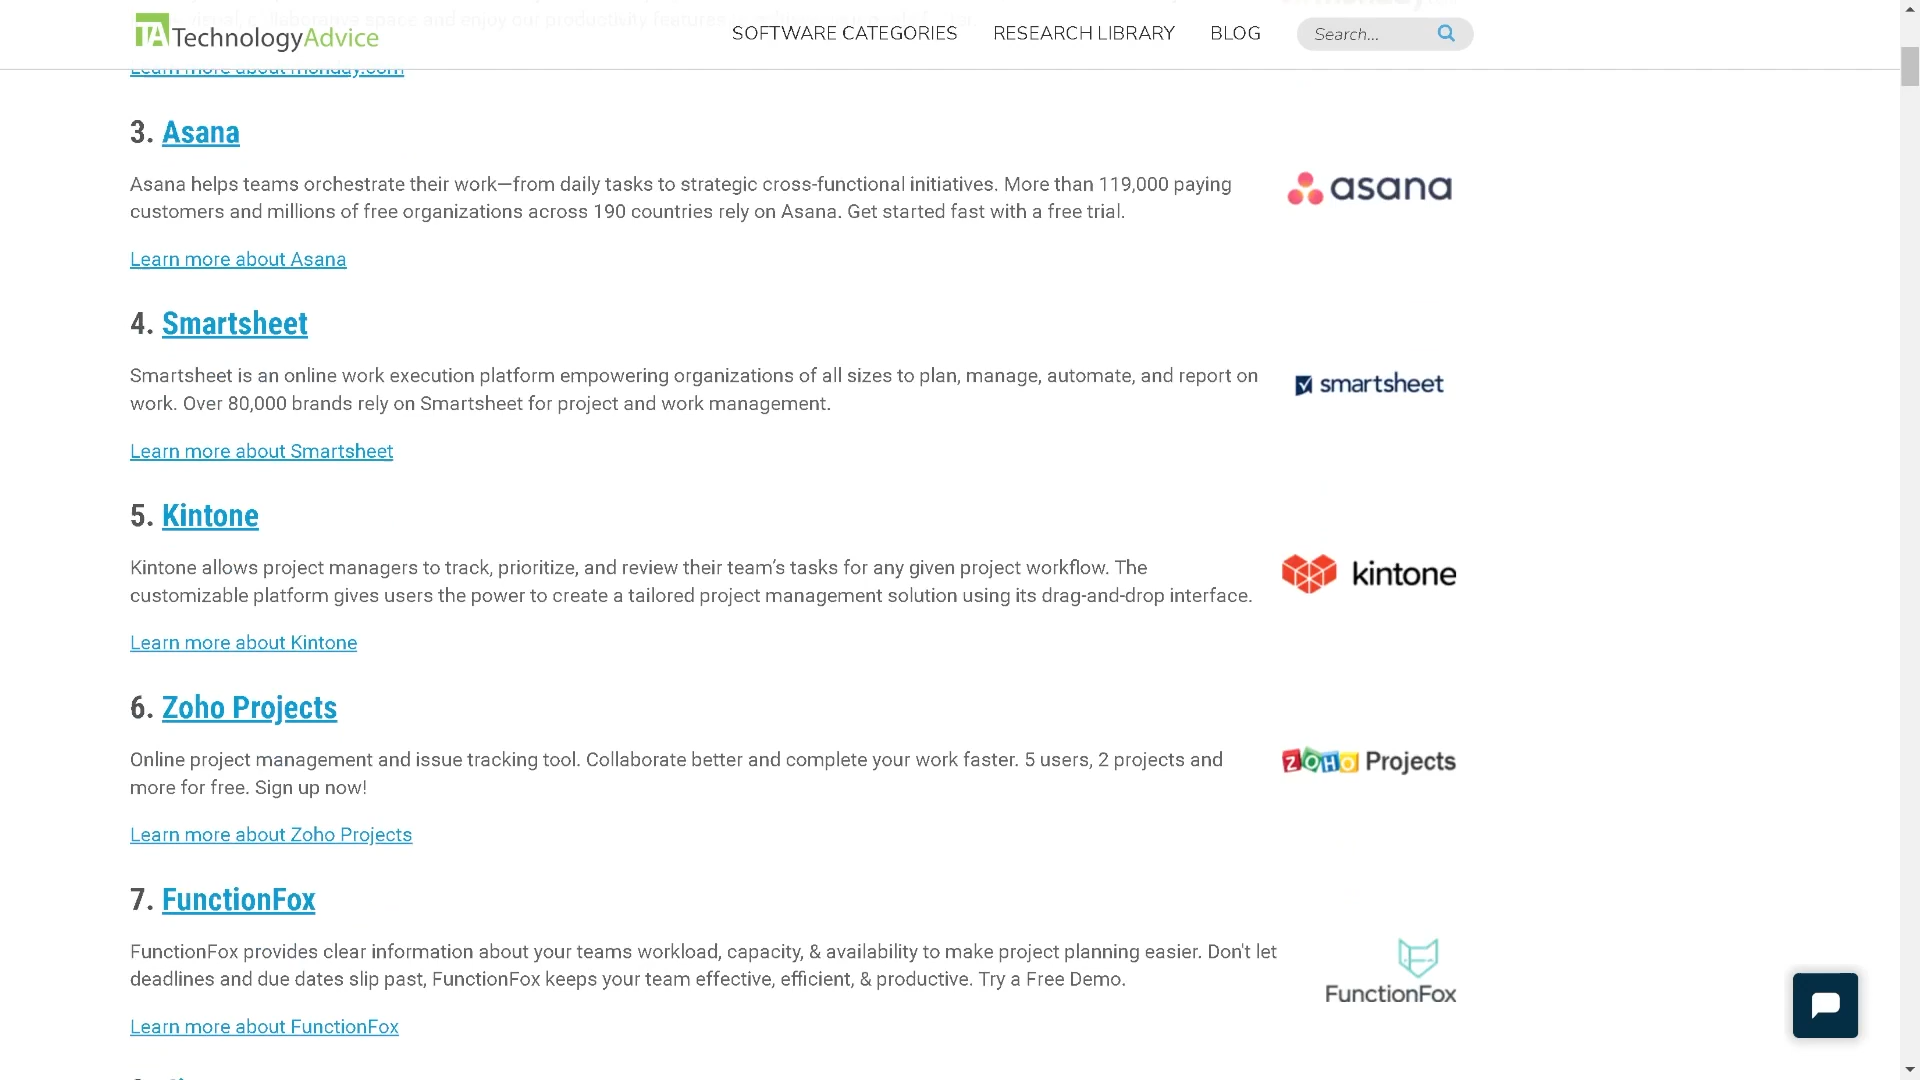 TA TechnologyAdvice
SOFTWARE CATEGORIES
RESEARCH LIBRARY
BLOG
Search...
Learn more about monday.com
3. Asana
Asana helps teams orchestrate their work—from daily tasks to strategic cross-functional initiatives. More than 119,000 paying
customers and millions of free organizations across 190 countries rely on Asana. Get started fast with a free trial.
asana
Learn more about Asana
4. Smartsheet
Smartsheet is an online work execution platform empowering organizations of all sizes to plan, manage, automate, and report on
work. Over 80,000 brands rely on Smartsheet for project and work management.
smartsheet
Learn more about Smartsheet
5. Kintone
Kintone allows project managers to track, prioritize, and review their team’s tasks for any given project workflow. The
customizable platform gives users the power to create a tailored project management solution using its drag-and-drop interface.
kintone
Learn more about Kintone
6. Zoho Projects
Online project management and issue tracking tool. Collaborate better and complete your work faster. 5 users, 2 projects and
more for free. Sign up now!
ZOHO Projects
Learn more about Zoho Projects
7. FunctionFox
FunctionFox provides clear information about your teams workload, capacity, & availability to make project planning easier. Don't let
deadlines and due dates slip past, FunctionFox keeps your team effective, efficient, & productive. Try a Free Demo.
FunctionFox
Learn more about FunctionFox